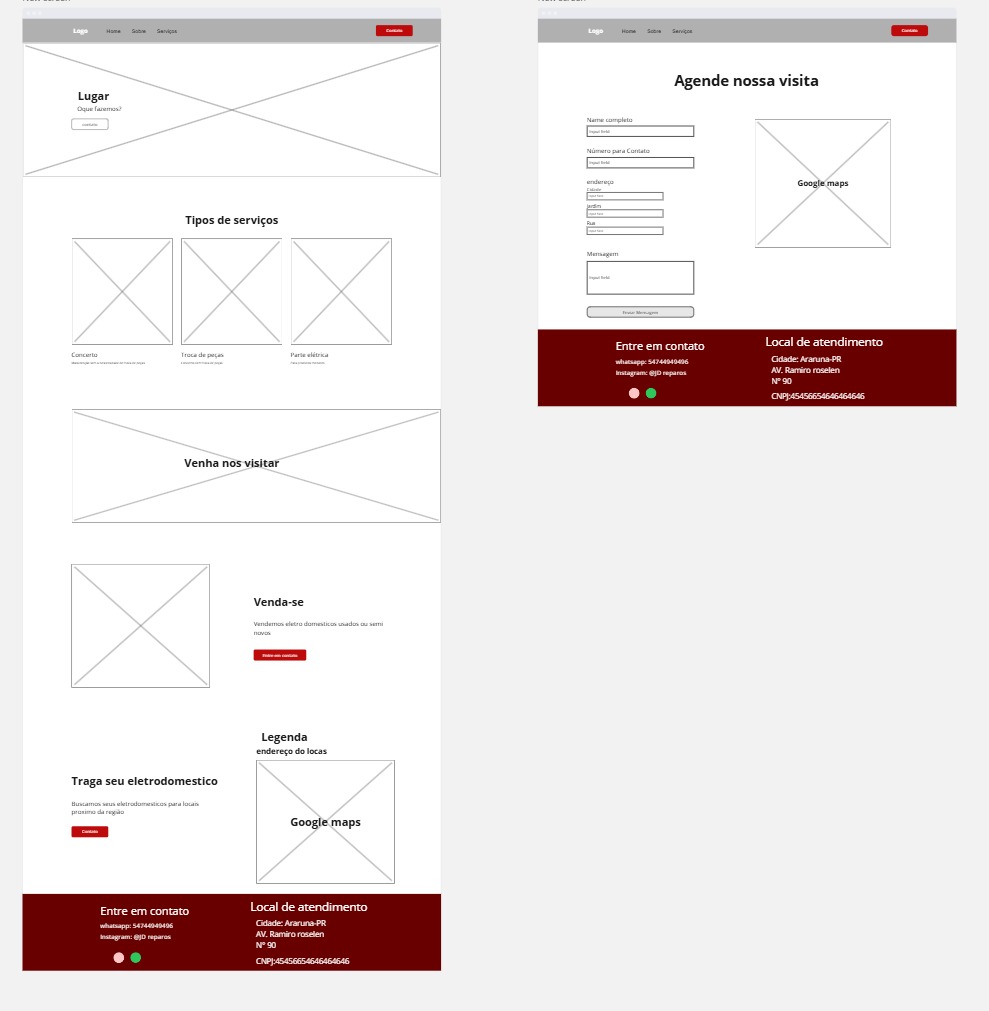 Logo
Home
Sobre
Serviços
Contato
Lugar
Oque fazemos?
contato
Tipos de serviços
Concerto
Troca de peças
Parte elétrica
Venha nos visitar
Venda-se
Vendemos eletro domesticos usados ou semi
novos
Entre em contato
Legenda
endereço do locas
Traga seu eletrodomestico
Buscamos seus eletrodomesticos para locais
proximo da região
Contato
Google maps
Entre em contato
whatsapp: 54744949496
Instagram: @JD reparos
Local de atendimento
Cidade: Araruna-PR
AV. Ramiro roselen
N° 90
CNPJ:45456654646464646
Logo
Home
Sobre
Serviços
Contato
Agende nossa visita
Name completo
Input field
Número para Contato
Input field
endereço
Cidade
Input field
Jardim
Input field
Rua
Input field
Mensagem
Input field
Enviar Mensagem
Google maps
Entre em contato
whatsapp: 54744949496
Instagram: @JD reparos
Local de atendimento
Cidade: Araruna-PR
AV. Ramiro roselen
N° 90
CNPJ:45456654646464646